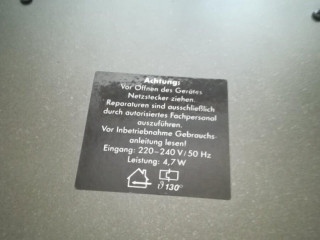 Achtung:
Vor Öffnen des Gerätes
Netzstecker ziehen.
Reparaturen sind ausschließlich
durch autorisiertes Fachpersonal
auszuführen.
Vor Inbetriebnahme Gebrauchs-
anleitung lesen!
Eingang: 220–240 V/50 Hz
Leistung: 4,7 W
ϑ 130°